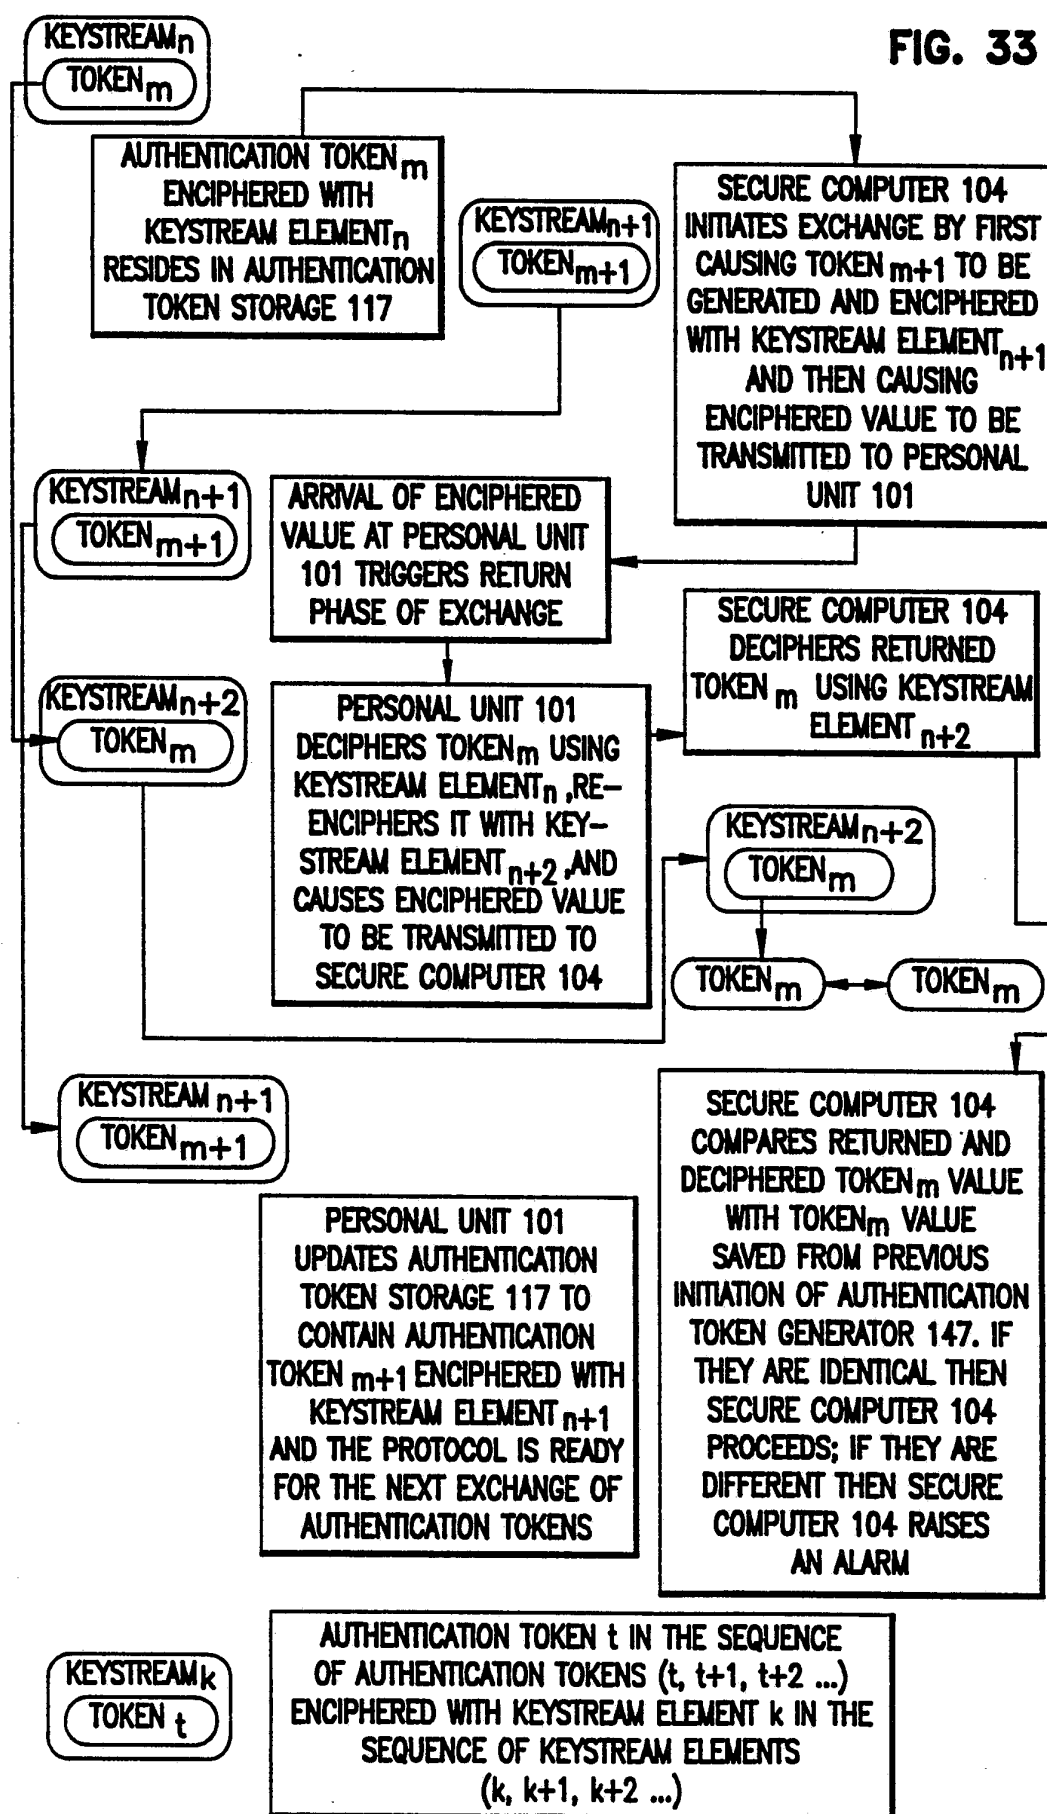 FIG. 33
KEYSTREAMn
TOKENm
AUTHENTICATION TOKENm
ENCIPHERED WITH
KEYSTREAM ELEMENTn
RESIDES IN AUTHENTICATION
TOKEN STORAGE 117
KEYSTREAMn+1
TOKENm+1
SECURE COMPUTER 104
INITIATES EXCHANGE BY FIRST
CAUSING TOKEN m+1 TO BE
GENERATED AND ENCIPHERED
WITH KEYSTREAM ELEMENTn+1
AND THEN CAUSING
ENCIPHERED VALUE TO BE
TRANSMITTED TO PERSONAL
UNIT 101
KEYSTREAMn+1
TOKENm+1
ARRIVAL OF ENCIPHERED
VALUE AT PERSONAL UNIT
101 TRIGGERS RETURN
PHASE OF EXCHANGE
SECURE COMPUTER 104
DECIPHERS RETURNED
TOKEN m USING KEYSTREAM
ELEMENT n+2
KEYSTREAMn+2
TOKENm
PERSONAL UNIT 101
DECIPHERS TOKENm USING
KEYSTREAM ELEMENTn ,RE-
ENCIPHERS IT WITH KEY-
STREAM ELEMENTn+2 ,AND
CAUSES ENCIPHERED VALUE
TO BE TRANSMITTED TO
SECURE COMPUTER 104
KEYSTREAMn+2
TOKENm
TOKENm
TOKENm
KEYSTREAM n+1
TOKENm+1
SECURE COMPUTER 104
COMPARES RETURNED AND
DECIPHERED TOKENm VALUE
WITH TOKENm VALUE
SAVED FROM PREVIOUS
INITIATION OF AUTHENTICATION
TOKEN GENERATOR 147. IF
THEY ARE IDENTICAL THEN
SECURE COMPUTER 104
PROCEEDS; IF THEY ARE
DIFFERENT THEN SECURE
COMPUTER 104 RAISES
AN ALARM
PERSONAL UNIT 101
UPDATES AUTHENTICATION
TOKEN STORAGE 117 TO
CONTAIN AUTHENTICATION
TOKEN m+1 ENCIPHERED WITH
KEYSTREAM ELEMENTn+1
AND THE PROTOCOL IS READY
FOR THE NEXT EXCHANGE OF
AUTHENTICATION TOKENS
KEYSTREAMk
TOKEN t
AUTHENTICATION TOKEN t IN THE SEQUENCE
OF AUTHENTICATION TOKENS (t, t+1, t+2 ...)
ENCIPHERED WITH KEYSTREAM ELEMENT k IN THE
SEQUENCE OF KEYSTREAM ELEMENTS
(k, k+1, k+2 ...)